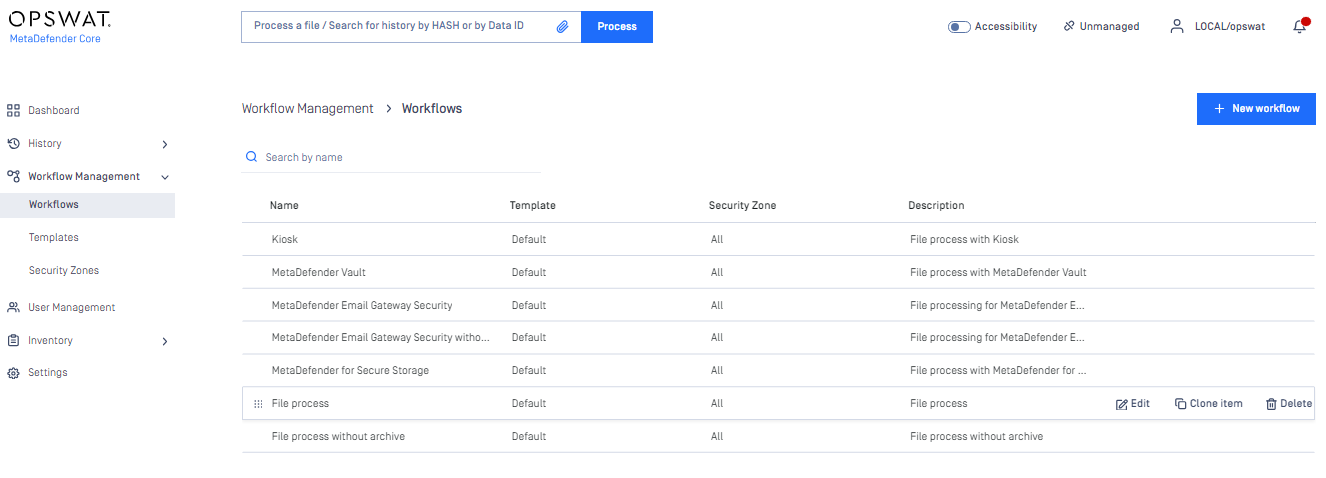 OPSWAT.
MetaDefender Core
Process a file / Search for history by HASH or by Data ID
Process
Accessibility
Unmanaged
LOCAL/opswat
Dashboard
History
Workflow Management
Workflows
Templates
Security Zones
User Management
Inventory
Settings
Workflow Management > Workflows
+ New workflow
Search by name
Name Template Security Zone Description
Kiosk Default All File process with Kiosk
MetaDefender Vault Default All File process with MetaDefender Vault
MetaDefender Email Gateway Security Default All File processing for MetaDefender E...
MetaDefender Email Gateway Security witho... Default All File processing for MetaDefender E...
MetaDefender for Secure Storage Default All File process with MetaDefender for ...
File process Default All File process Edit Clone item Delete
File process without archive Default All File process without archive